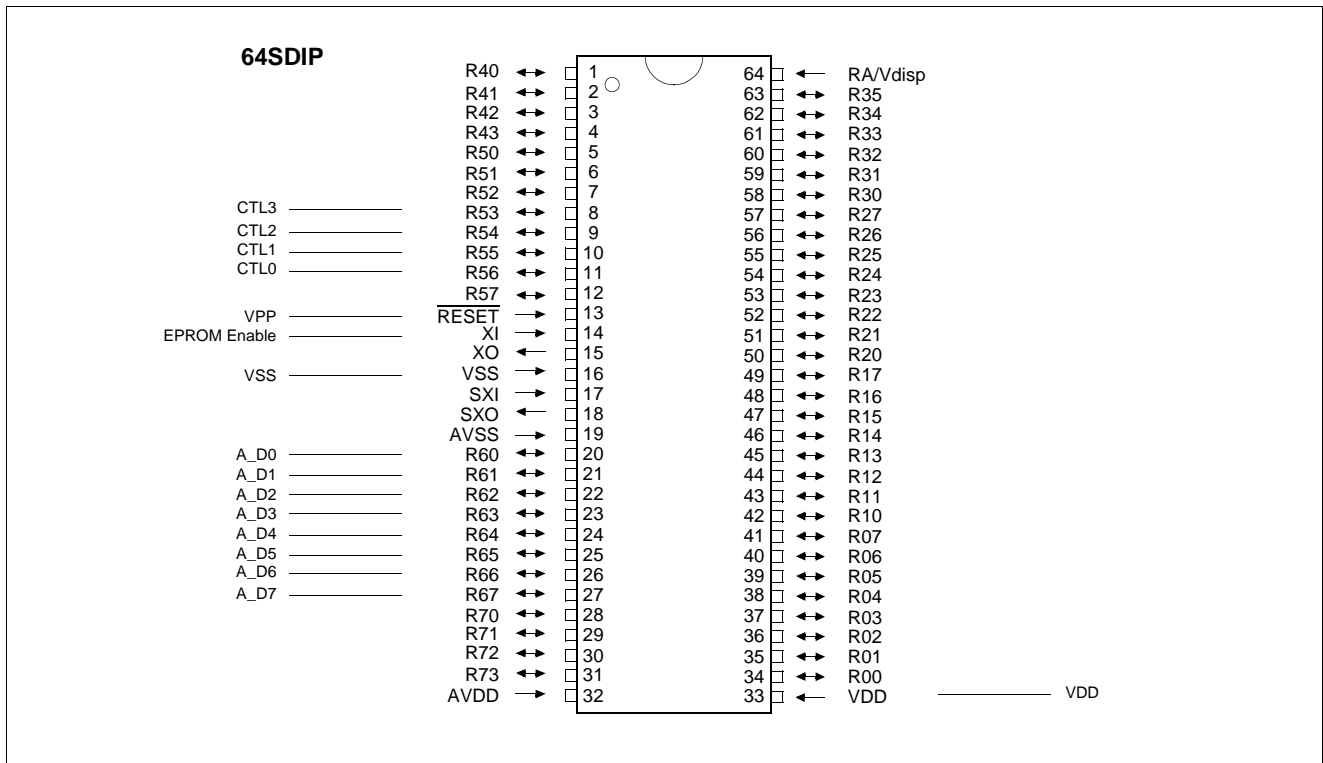 64SDIP
R40 1 64 RA/Vdisp
R41 2 63 R35
R42 3 62 R34
R43 4 61 R33
R50 5 60 R32
R51 6 59 R31
R52 7 58 R30
CTL3 R53 8 57 R27
CTL2 R54 9 56 R26
CTL1 R55 10 55 R25
CTL0 R56 11 54 R24
R57 12 53 R23
VPP RESET 13 52 R22
EPROM Enable XI 14 51 R21
XO 15 50 R20
VSS VSS 16 49 R17
SXI 17 48 R16
SXO 18 47 R15
AVSS 19 46 R14
A_D0 R60 20 45 R13
A_D1 R61 21 44 R12
A_D2 R62 22 43 R11
A_D3 R63 23 42 R10
A_D4 R64 24 41 R07
A_D5 R65 25 40 R06
A_D6 R66 26 39 R05
A_D7 R67 27 38 R04
R70 28 37 R03
R71 29 36 R02
R72 30 35 R01
R73 31 34 R00
AVDD 32 33 VDD VDD